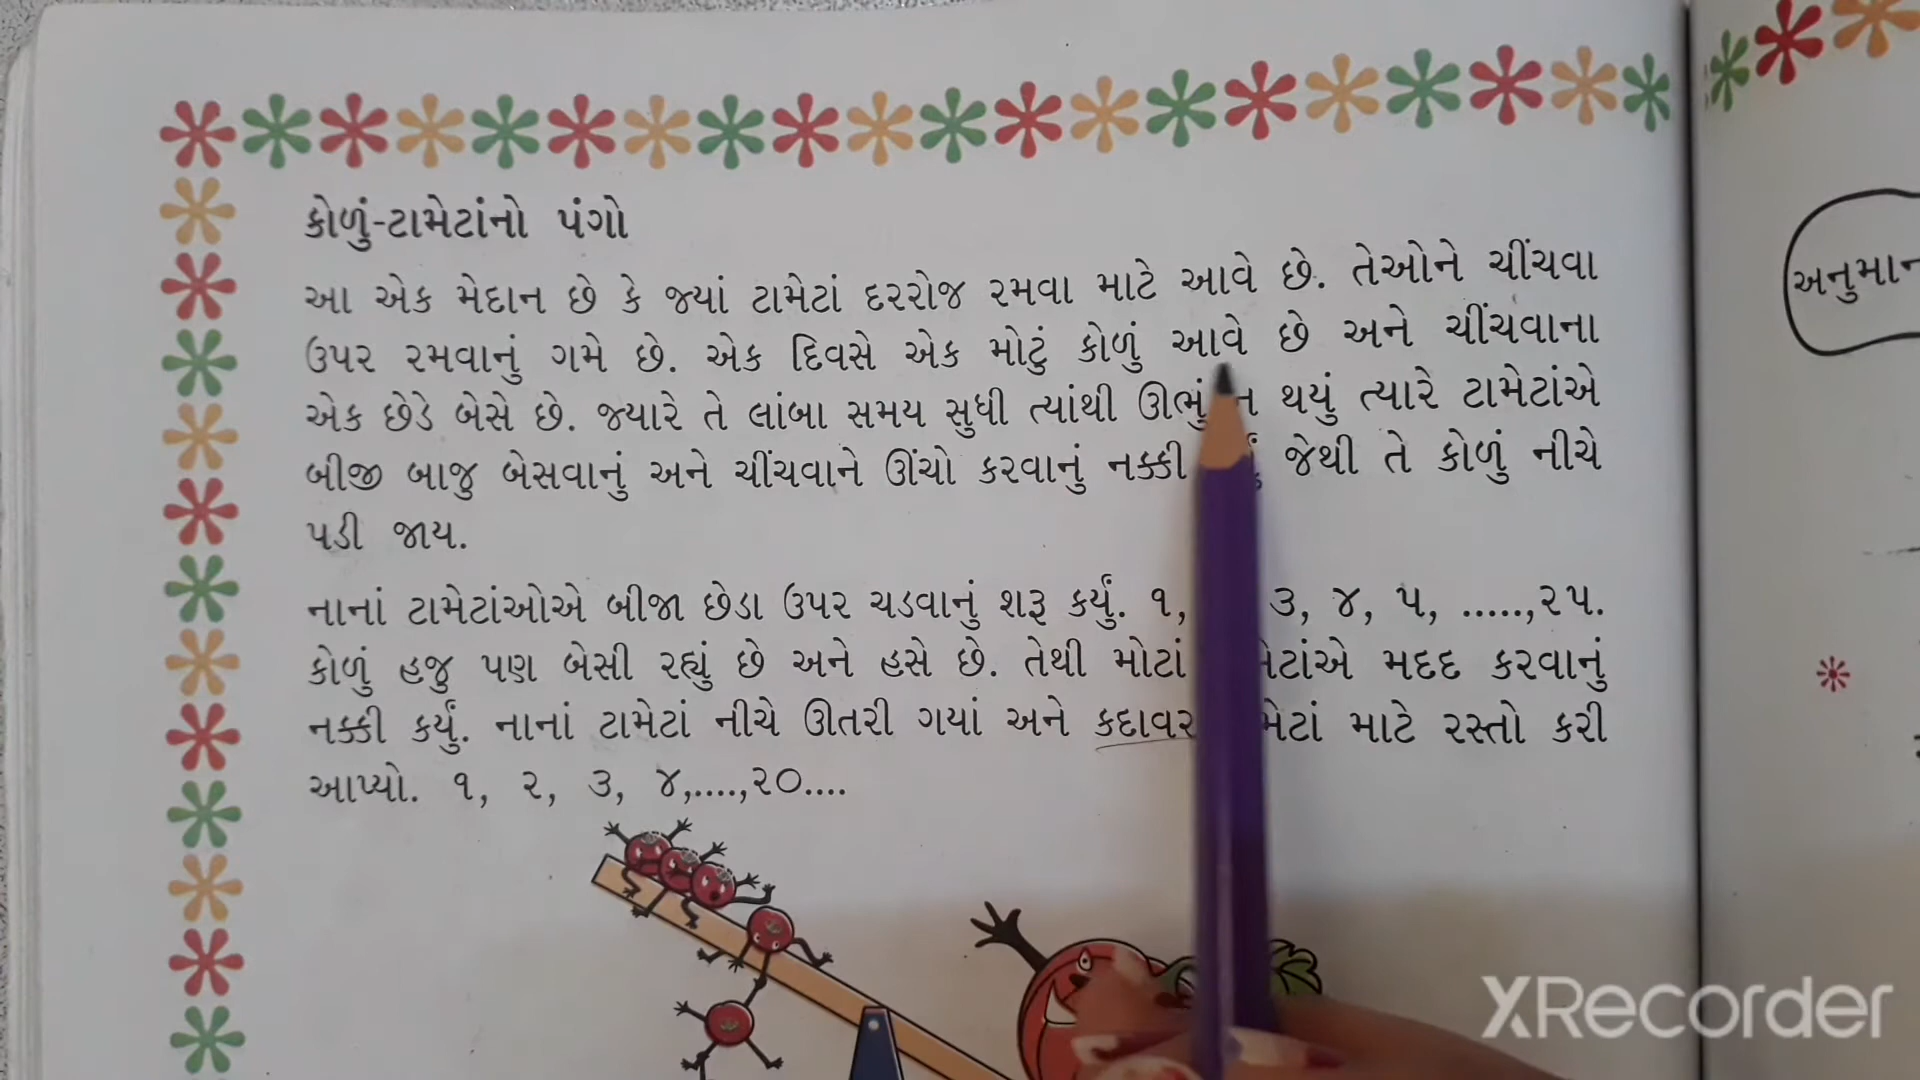 કોળું-ટામેટાંનો પંગો
આ એક મેદાન છે કે જ્યાં ટામેટાં દરરોજ રમવા માટે આવે છે. તેઓને ચીંચવા
ઉપર રમવાનું ગમે છે. એક દિવસે એક મોટું કોળું આવે છે અને ચીંચવાના
એક છેડે બેસે છે. જ્યારે તે લાંબા સમય સુધી ત્યાંથી ઊભું ન થયું ત્યારે ટામેટાંએ
બીજી બાજુ બેસવાનું અને ચીંચવાને ઊંચો કરવાનું નક્કી જેથી તે કોળું નીચે
પડી જાય.
નાનાં ટામેટાંઓએ બીજા છેડા ઉપર ચડવાનું શરૂ કર્યું. ૧, ૩, ૪, ૫, .....,૨૫.
કોળું હજુ પણ બેસી રહ્યું છે અને હસે છે. તેથી મોટાં મદદ કરવાનું
નક્કી કર્યું. નાનાં ટામેટાં નીચે ઊતરી ગયાં અને કદાવર માટે રસ્તો કરી
આપ્યો. ૧, ૨, ૩, ૪,....,૨૦....
XRecorder